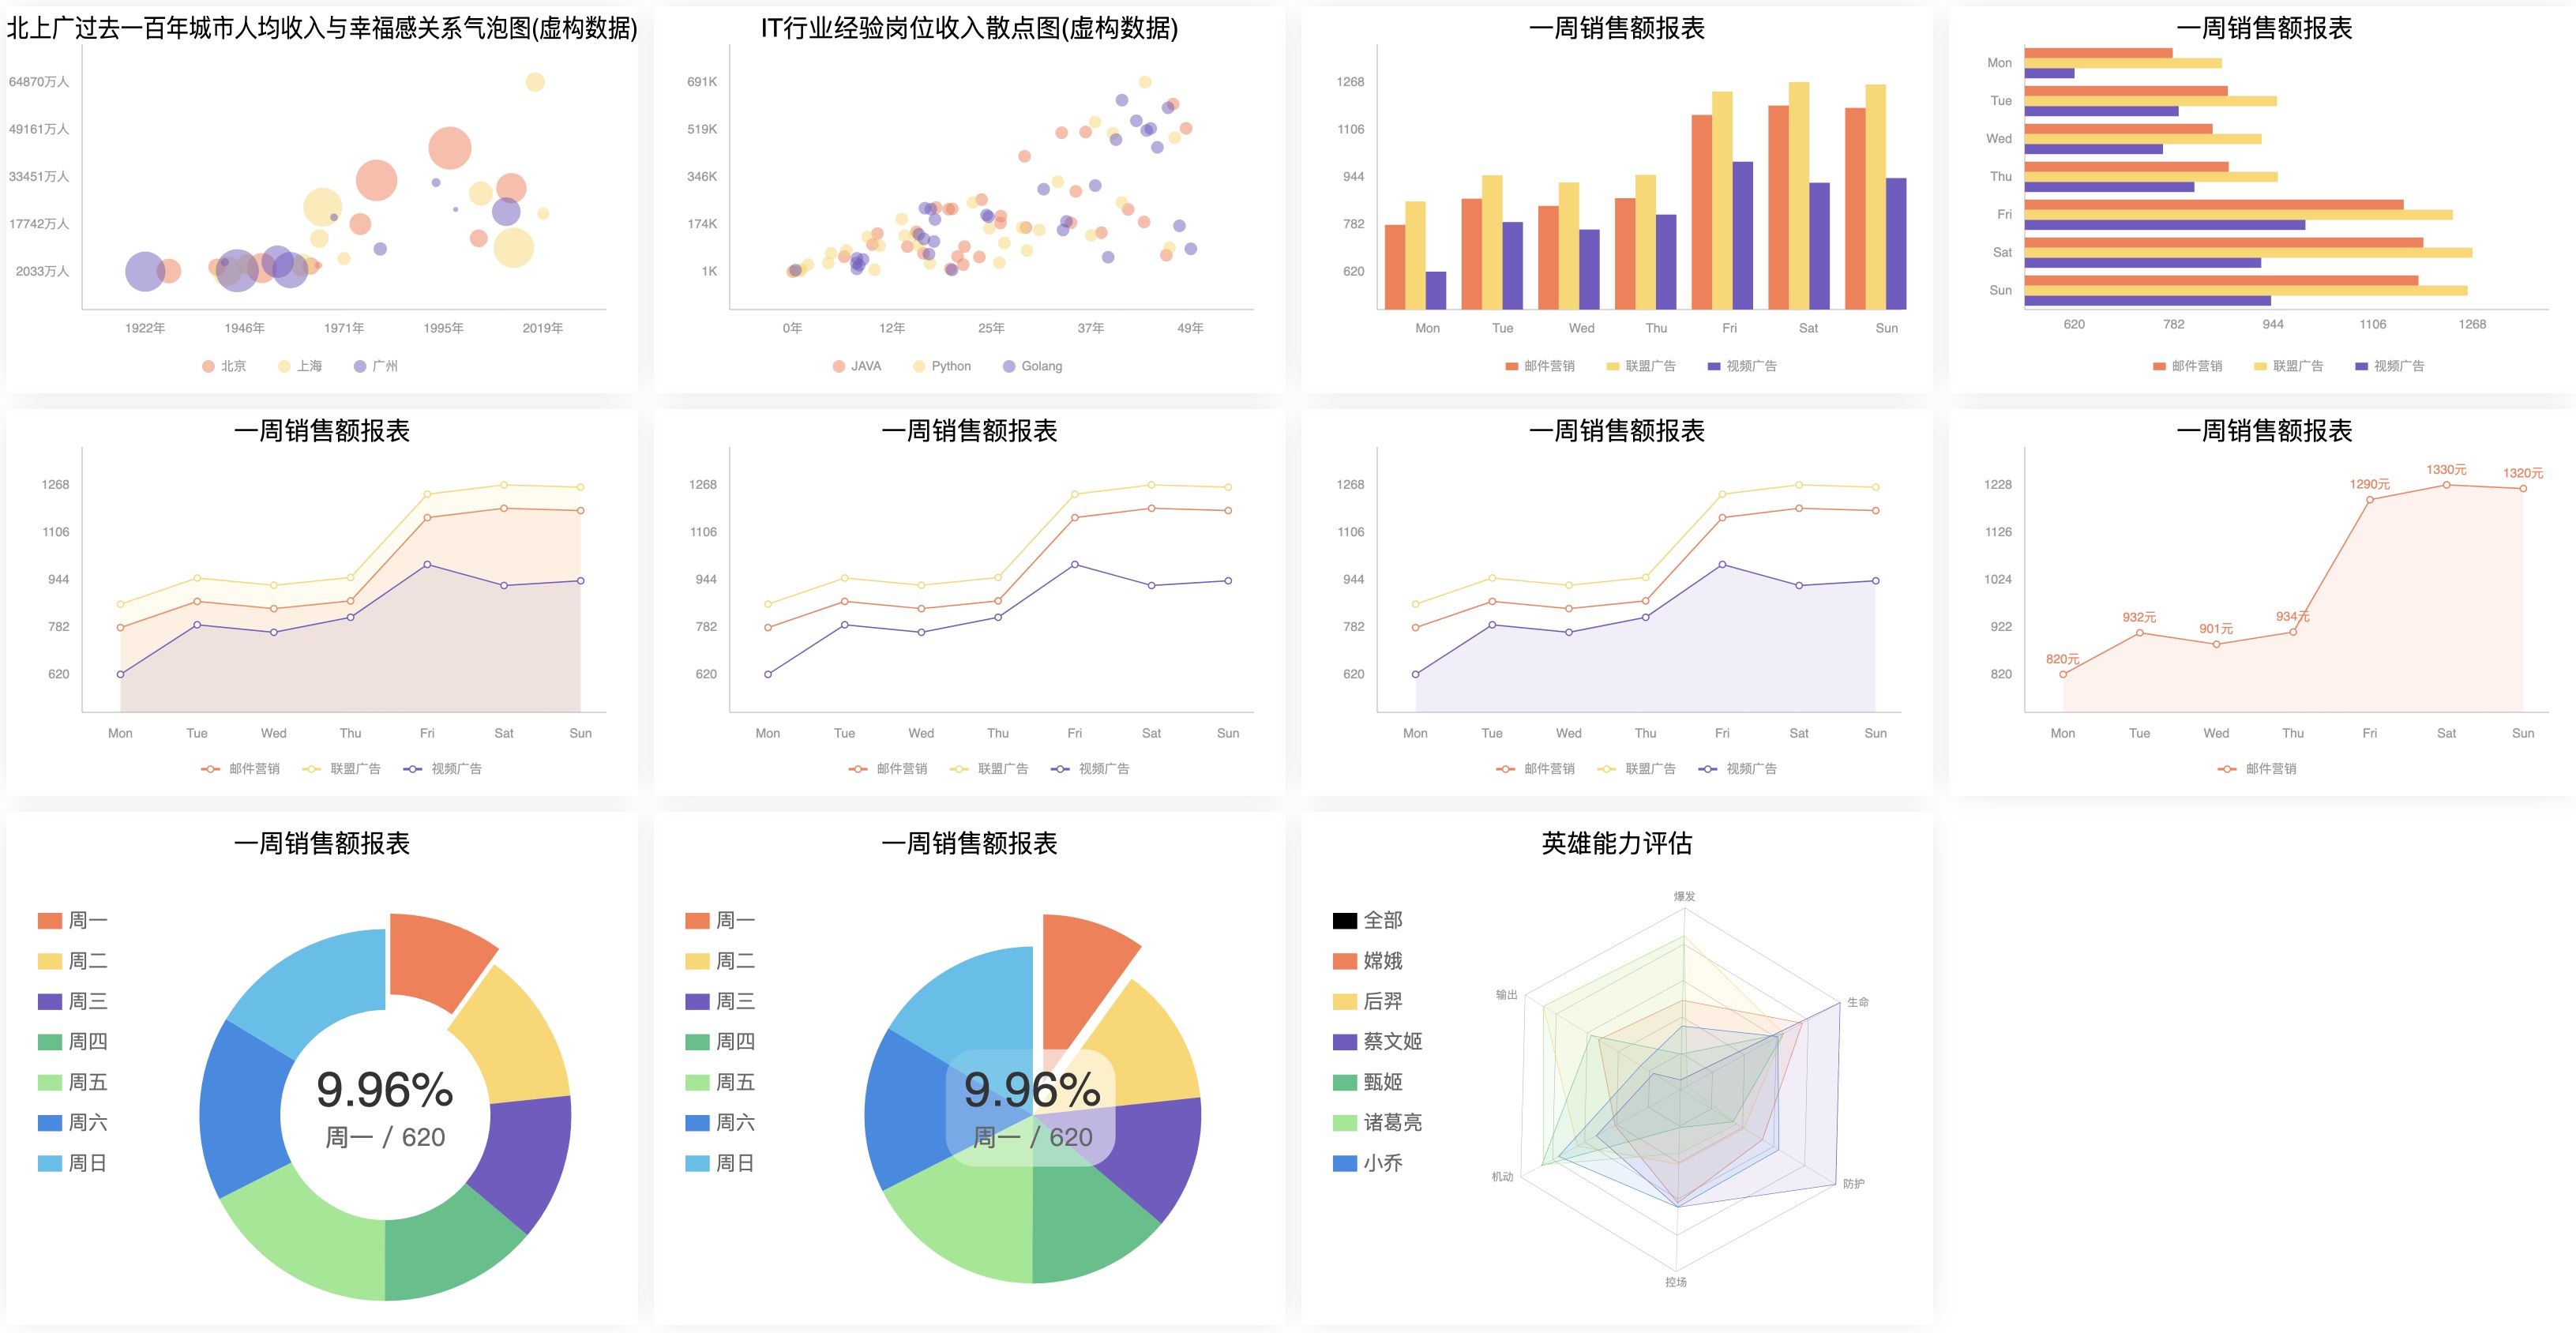 北上广过去一百年城市人均收入与幸福感关系气泡图(虚构数据)
64870万人
49161万人
33451万人
17742万人
2033万人
1922年 1946年 1971年 1995年 2019年
北京 上海 广州
IT行业经验岗位收入散点图(虚构数据)
691K
519K
346K
174K
1K
0年 12年 25年 37年 49年
JAVA Python Golang
一周销售额报表
1268
1106
944
782
620
Mon Tue Wed Thu Fri Sat Sun
邮件营销 联盟广告 视频广告
一周销售额报表
Mon
Tue
Wed
Thu
Fri
Sat
Sun
620 782 944 1106 1268
邮件营销 联盟广告 视频广告
一周销售额报表
1268
1106
944
782
620
Mon Tue Wed Thu Fri Sat Sun
邮件营销 联盟广告 视频广告
一周销售额报表
1268
1106
944
782
620
Mon Tue Wed Thu Fri Sat Sun
邮件营销 联盟广告 视频广告
一周销售额报表
1268
1106
944
782
620
Mon Tue Wed Thu Fri Sat Sun
邮件营销 联盟广告 视频广告
一周销售额报表
1228
1126
1024
922
820
820元 932元 901元 934元 1290元 1330元 1320元
Mon Tue Wed Thu Fri Sat Sun
邮件营销
一周销售额报表
周一
周二
周三
周四
周五
周六
周日
9.96%
周一 / 620
一周销售额报表
周一
周二
周三
周四
周五
周六
周日
9.96%
周一 / 620
英雄能力评估
全部
嫦娥
后羿
蔡文姬
甄姬
诸葛亮
小乔
爆发
生命
防护
控场
机动
输出